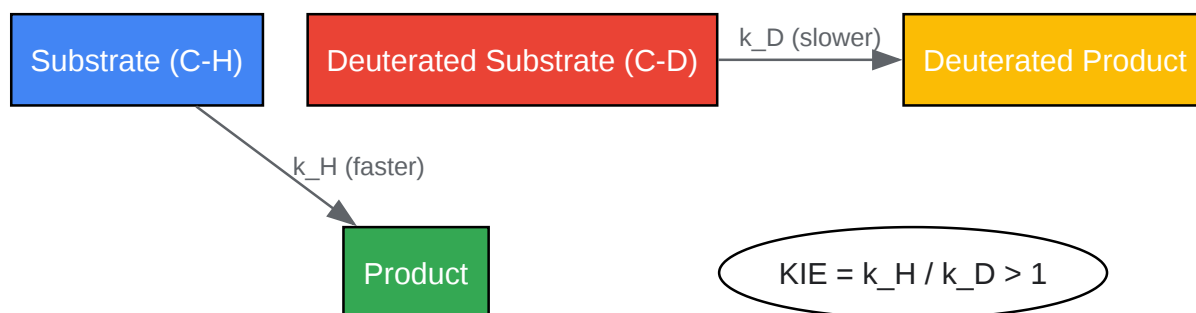 Substrate (C-H)
Deuterated Substrate (C-D)
k_D (slower)
Deuterated Product
k_H (faster)
Product
KIE = k_H / k_D > 1